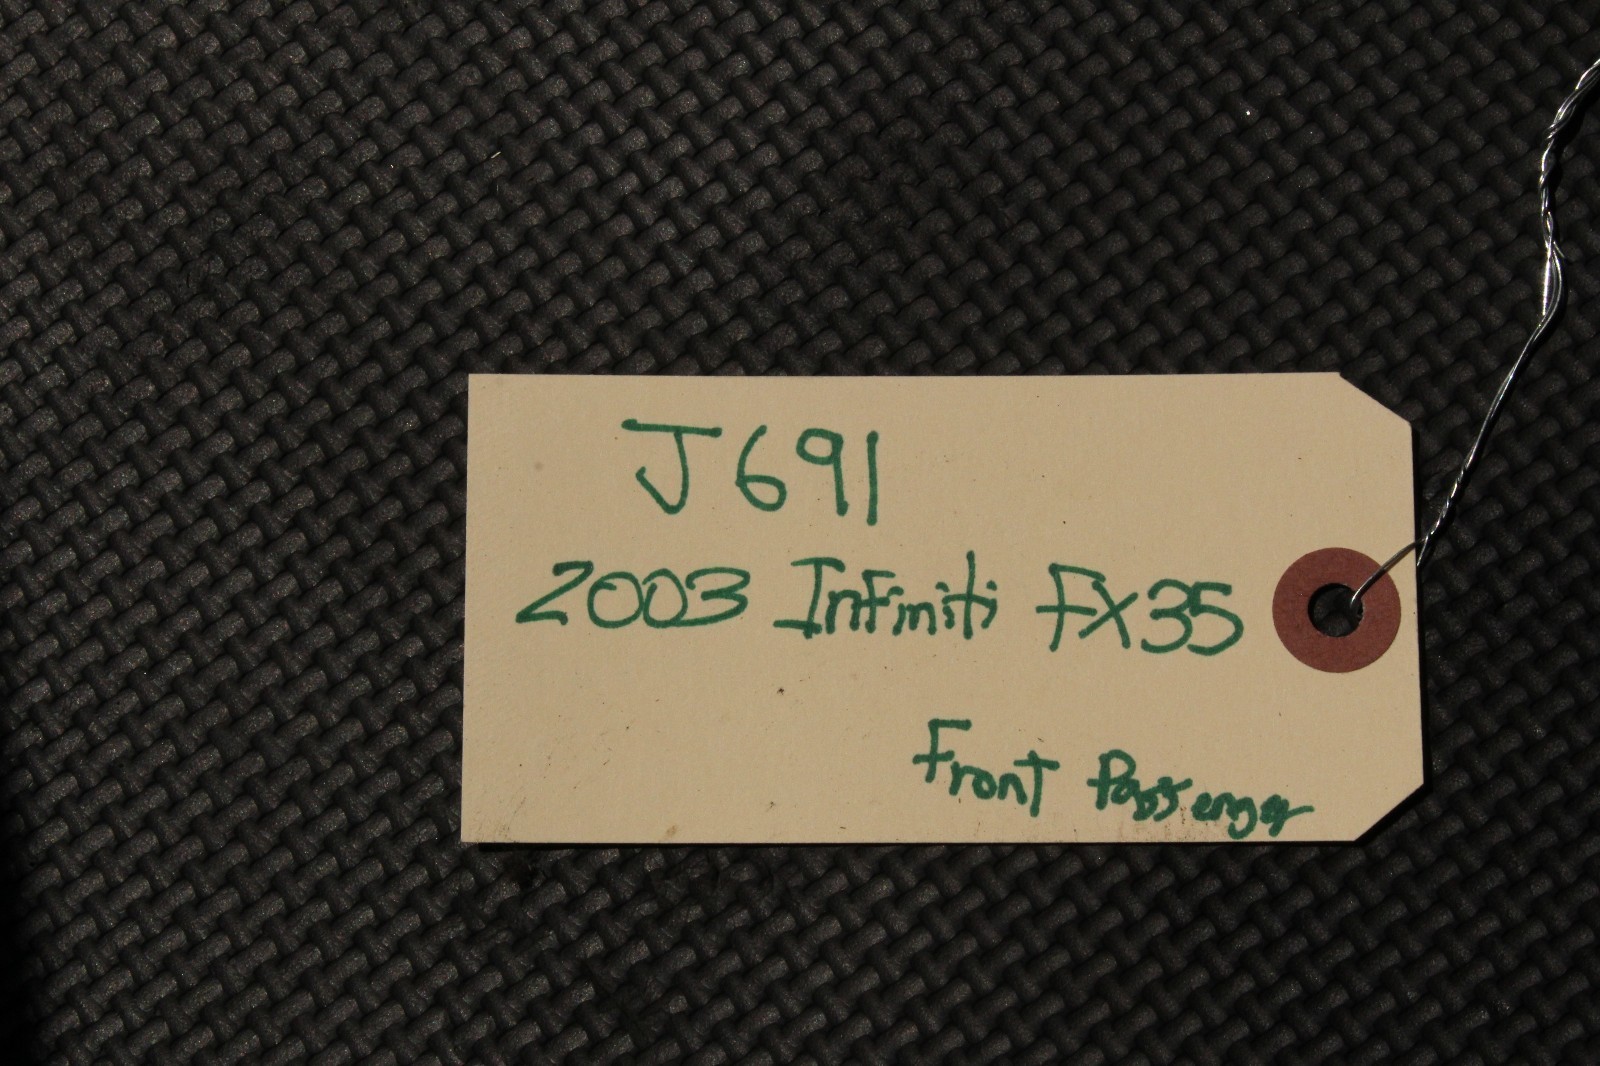 J691
2003 Infiniti FX35
Front Passenger